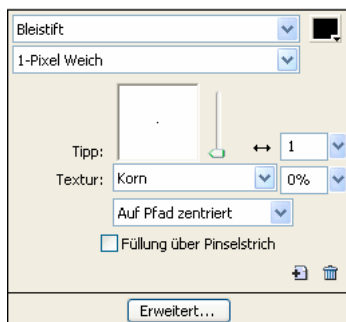 Bleistift
1-Pixel Weich
Tipp: 1
Textur: Korn 0%
Auf Pfad zentriert
Füllung über Pinselstrich
Erweitert...